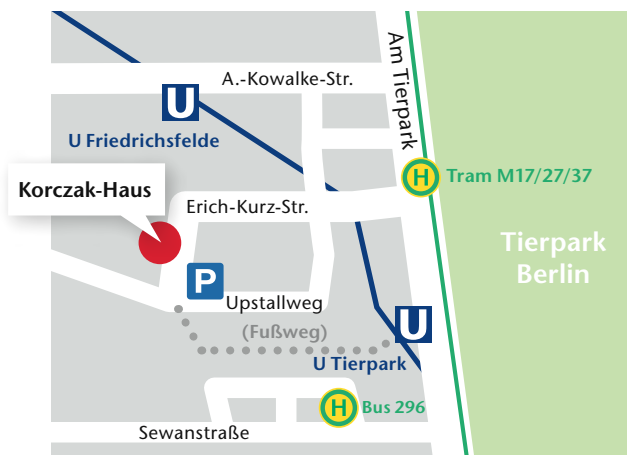 A.-Kowalke-Str.
Am Tierpark
U
U Friedrichsfelde
H
Tram M17/27/37
Korczak-Haus
Erich-Kurz-Str.
Tierpark
Berlin
P
Upstallweg
(Fußweg)
U
U Tierpark
H
Bus 296
Sewanstraße